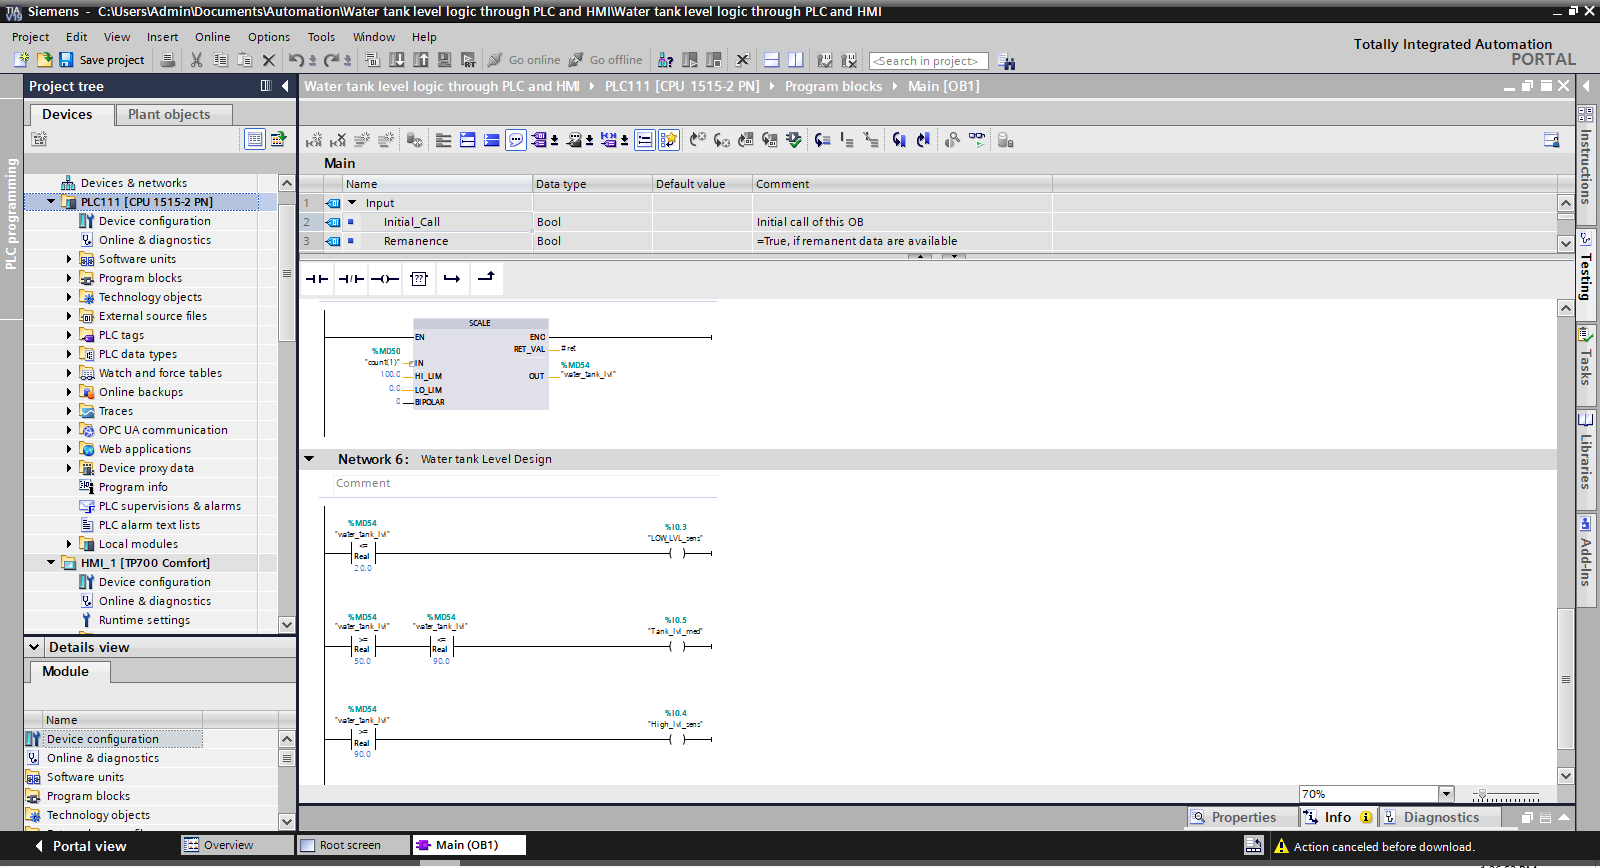 Siemens  -  C:\Users\Admin\Documents\Automation\Water tank level logic through PLC and HMI\Water tank level logic through PLC and HMI
Project Edit View Insert Online Options Tools Window Help
Save project Go online Go offline <Search in project>
Totally Integrated Automation
PORTAL
Project tree
Water tank level logic through PLC and HMI › PLC111 [CPU 1515-2 PN] › Program blocks › Main [OB1]
Devices Plant objects
PLC programming
Devices & networks
PLC111 [CPU 1515-2 PN]
Device configuration
Online & diagnostics
Software units
Program blocks
Technology objects
External source files
PLC tags
PLC data types
Watch and force tables
Online backups
Traces
OPC UA communication
Web applications
Device proxy data
Program info
PLC supervisions & alarms
PLC alarm text lists
Local modules
HMI_1 [TP700 Comfort]
Device configuration
Online & diagnostics
Runtime settings
Details view
Module
Name
Device configuration
Online & diagnostics
Software units
Program blocks
Technology objects
Main
Name Data type Default value Comment
1 Input
2 Initial_Call Bool Initial call of this OB
3 Remanence Bool =True, if remanent data are available
??
SCALE
EN ENO
%MD50 RET_VAL #ret
"count(1)" IN %MD54
100.0 HI_LIM OUT "water_tank_lvl"
0.0 LO_LIM
0 BIPOLAR
Network 6: Water tank Level Design
Comment
%MD54 %I0.3
"water_tank_lvl" "LOW_LVL_sens"
<=
Real
20.0
%MD54 %MD54 %I0.5
"water_tank_lvl" "water_tank_lvl" "Tank_lvl_med"
>= <=
Real Real
50.0 90.0
%MD54 %I0.4
"water_tank_lvl" "High_lvl_sens"
>=
Real
90.0
70%
Properties Info Diagnostics
Instructions
Testing
Tasks
Libraries
Add-Ins
Portal view Overview Root screen Main (OB1) Action canceled before download.